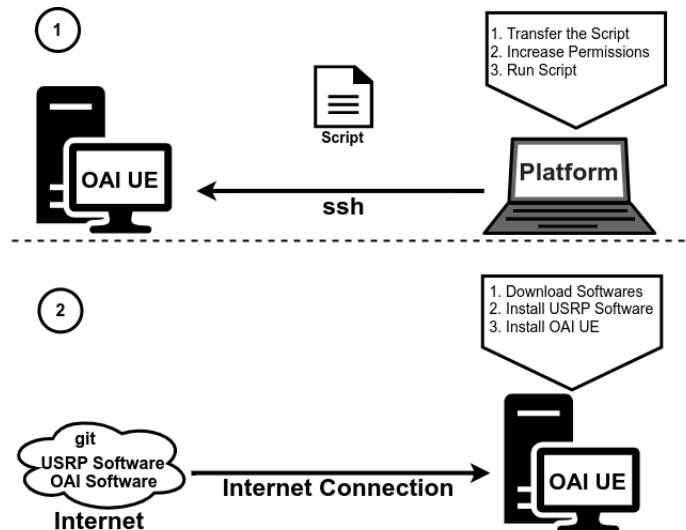 1
1. Transfer the Script
2. Increase Permissions
3. Run Script
Script
OAI UE
Platform
ssh
2
1. Download Softwares
2. Install USRP Software
3. Install OAI UE
git
USRP Software
OAI Software
Internet Connection
OAI UE
Internet